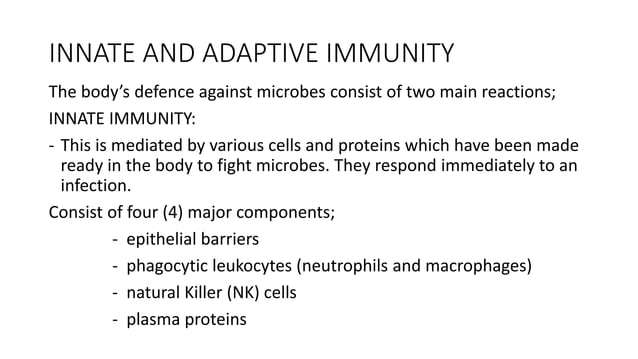 INNATE AND ADAPTIVE IMMUNITY
The body’s defence against microbes consist of two main reactions;
INNATE IMMUNITY:
- This is mediated by various cells and proteins which have been made
ready in the body to fight microbes. They respond immediately to an
infection.
Consist of four (4) major components;
- epithelial barriers
- phagocytic leukocytes (neutrophils and macrophages)
- natural Killer (NK) cells
- plasma proteins